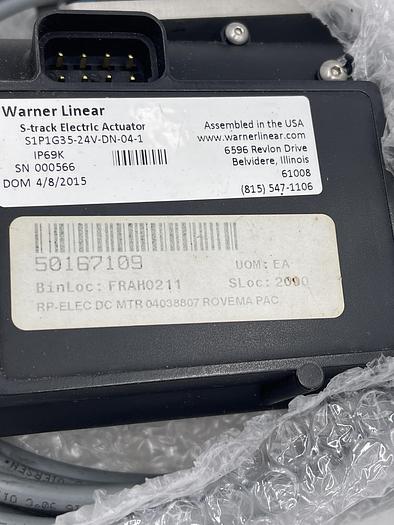 Warner Linear
S-track Electric Actuator
S1P1G35-24V-DN-04-1
IP69K
SN 000566
DOM 4/8/2015
Assembled in the USA
www.warnerlinear.com
6596 Revlon Drive
Belvidere, Illinois
61008
(815) 547-1106
50167109
UOM: EA
BinLoc: FRAH0211
SLoc: 2000
RP-ELEC DC MTR 04038807 ROVEMA PAC